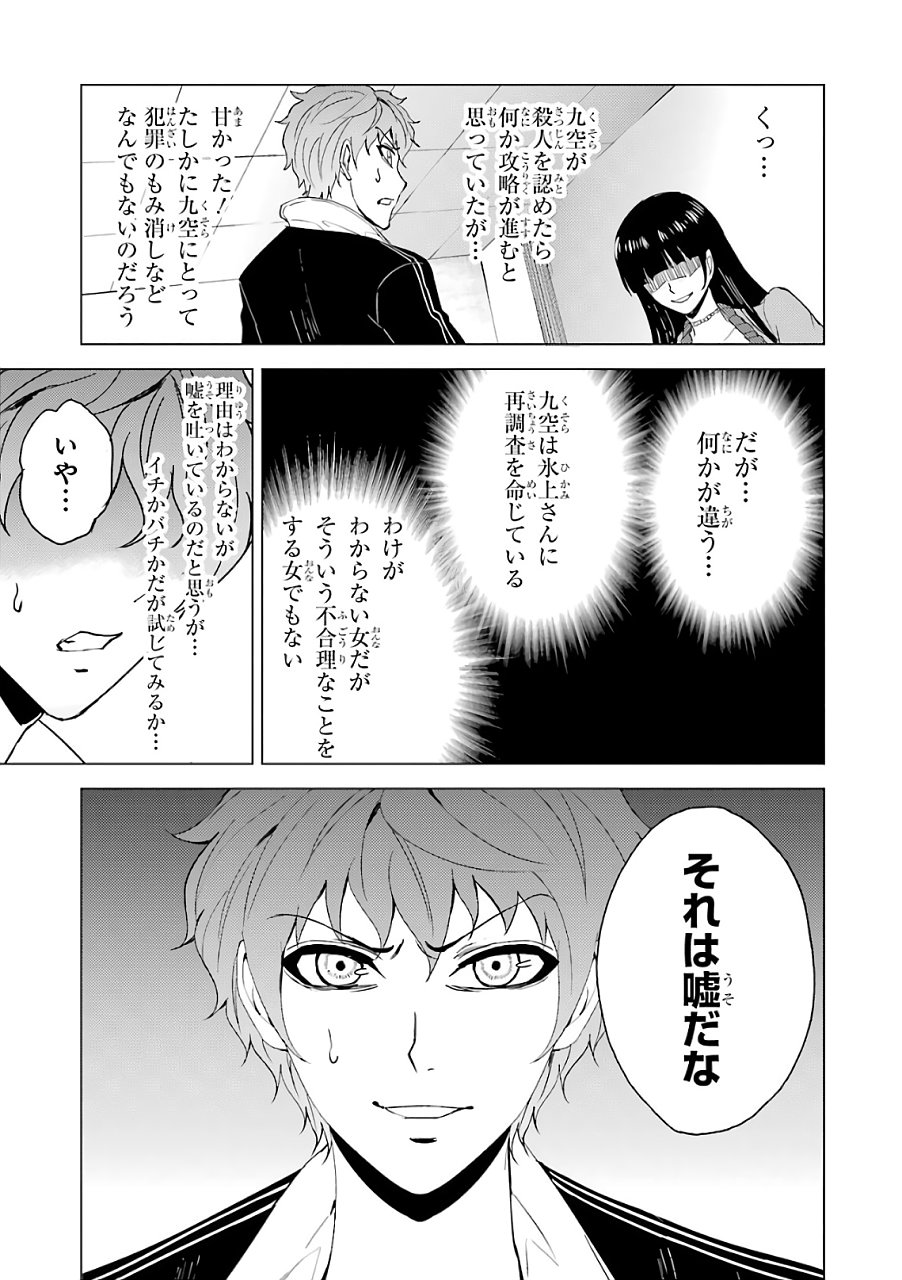 くっ…
九空が
殺人を認めたら
何か攻略が進むと
思っていたが…
甘かった！
たしかに九空にとって
犯罪のもみ消しなど
なんでもないのだろう
だが…
何かが違う…
九空は氷上さんに
再調査を命じている
わけが
わからない女だが
そういう不合理なことを
する女でもない
理由はわからないが
嘘を吐いているのだと思うが…
イチかバチかだが試じてみるか…
いや…
それは嘘だな